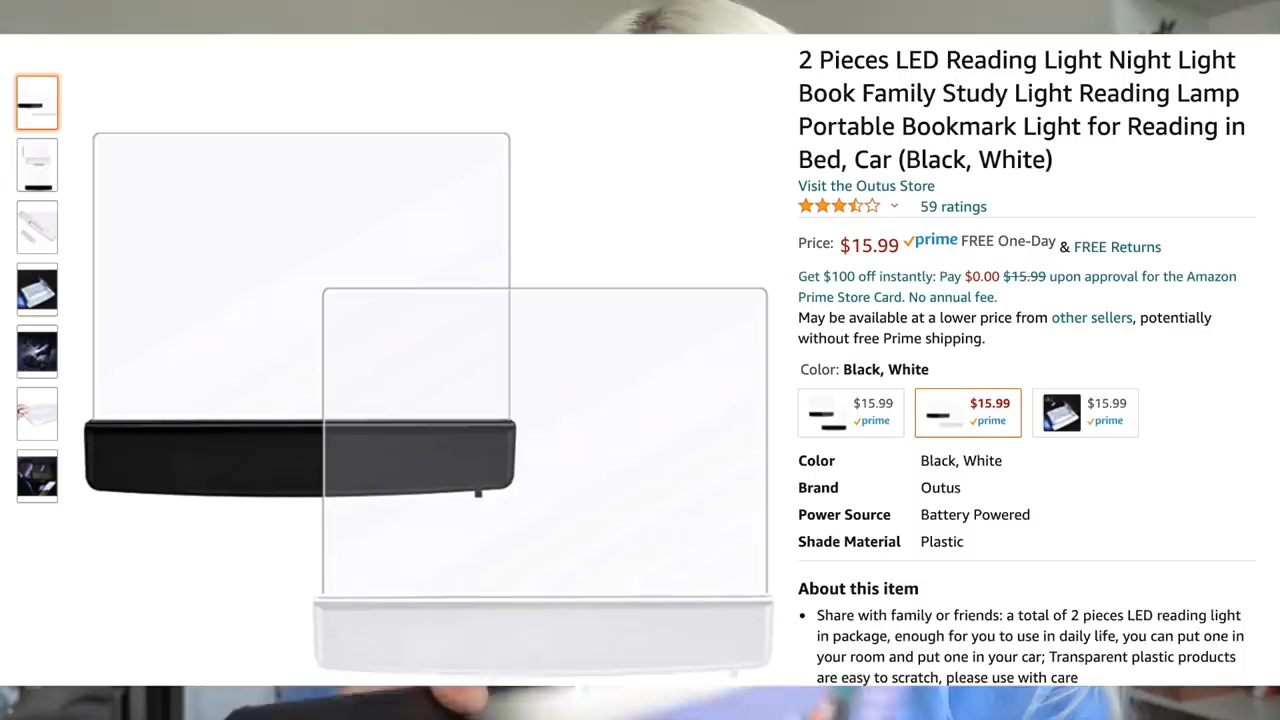 2 Pieces LED Reading Light Night Light
Book Family Study Light Reading Lamp
Portable Bookmark Light for Reading in
Bed, Car (Black, White)
Visit the Outus Store
59 ratings
Price: $15.99 prime FREE One-Day & FREE Returns
Get $100 off instantly: Pay $0.00 $15.99 upon approval for the Amazon
Prime Store Card. No annual fee.
May be available at a lower price from other sellers, potentially
without free Prime shipping.
Color: Black, White
$15.99 $15.99 $15.99
prime prime prime
Color Black, White
Brand Outus
Power Source Battery Powered
Shade Material Plastic
About this item
• Share with family or friends: a total of 2 pieces LED reading light
in package, enough for you to use in daily life, you can put one in
your room and put one in your car; Transparent plastic products
are easy to scratch, please use with care